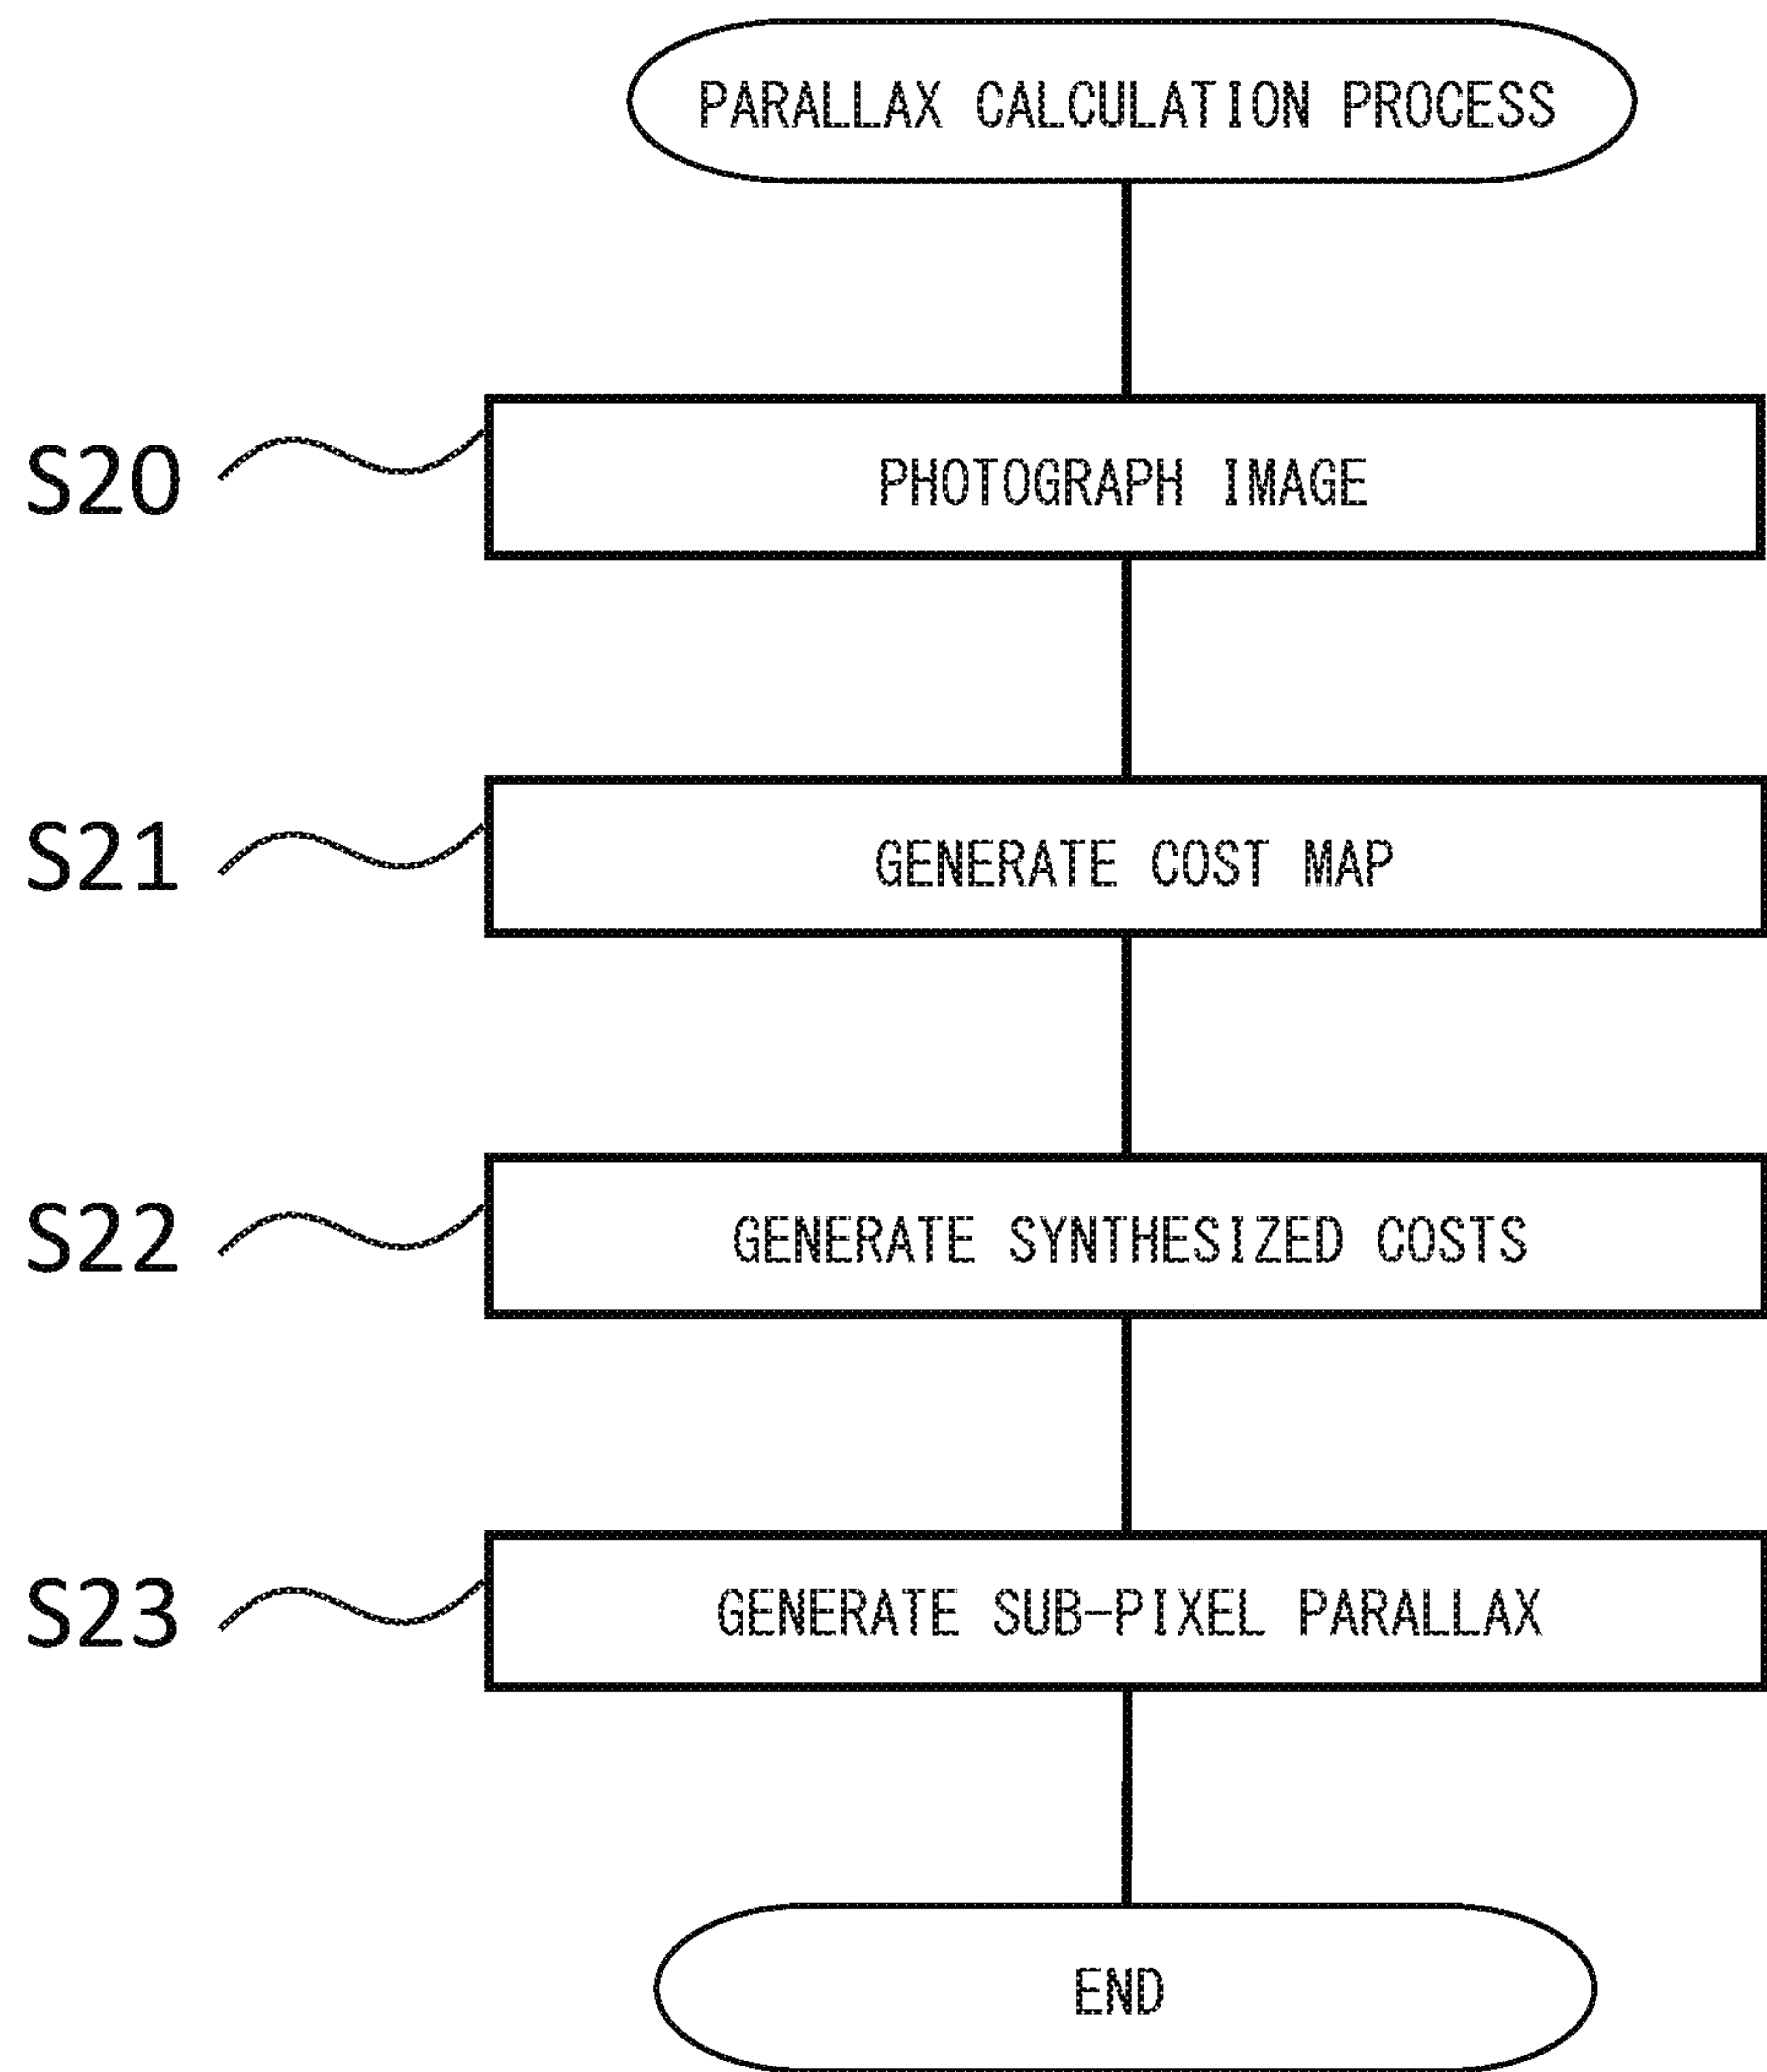 PARALLAX CALCULATION PROCESS
S20
PHOTOGRAPH IMAGE
S21
GENERATE COST MAP
S22
GENERATE SYNTHESIZED COSTS
S23
GENERATE SUB-PIXEL PARALLAX
END